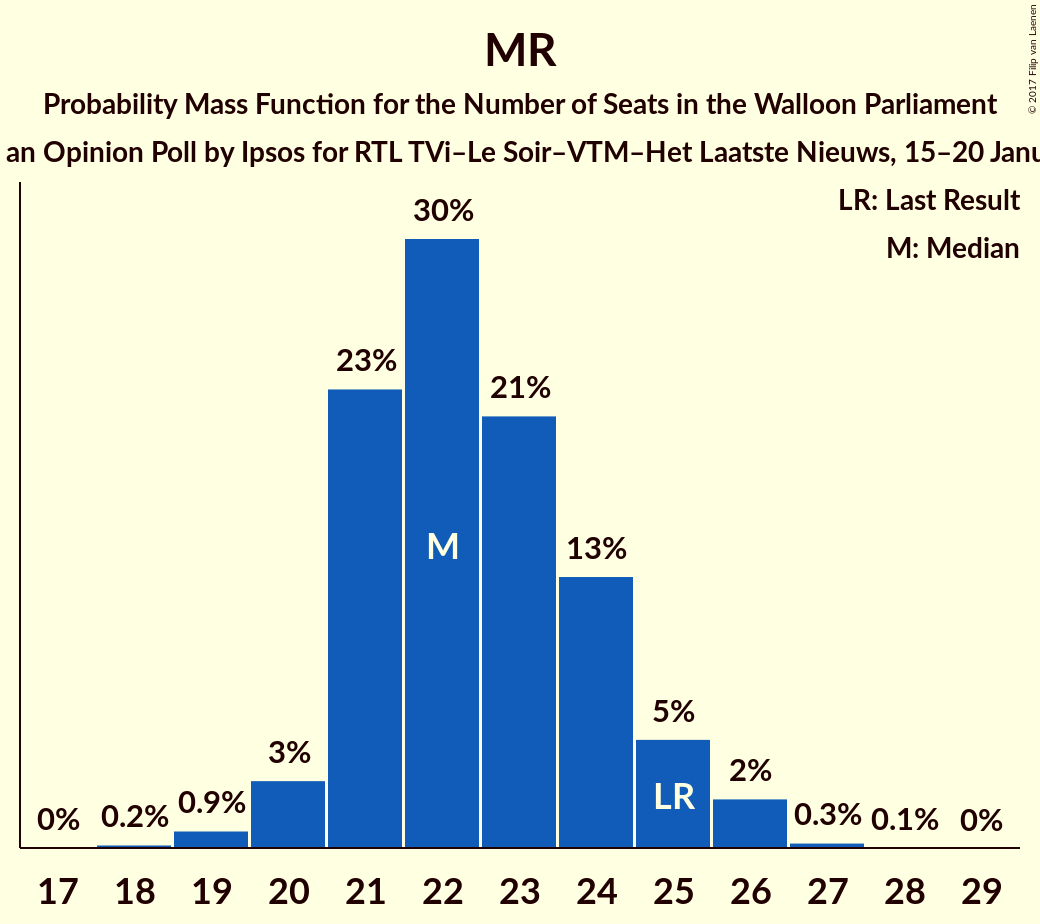 MR
Probability Mass Function for the Number of Seats in the Walloon Parliament
an Opinion Poll by Ipsos for RTL TVi–Le Soir–VTM–Het Laatste Nieuws, 15–20 Janu
© 2017 Filip van Laenen
LR: Last Result
M: Median
0% 0.2% 0.9% 3% 23% 30% 21% 13% 5% 2% 0.3% 0.1% 0%
M
LR
17 18 19 20 21 22 23 24 25 26 27 28 29